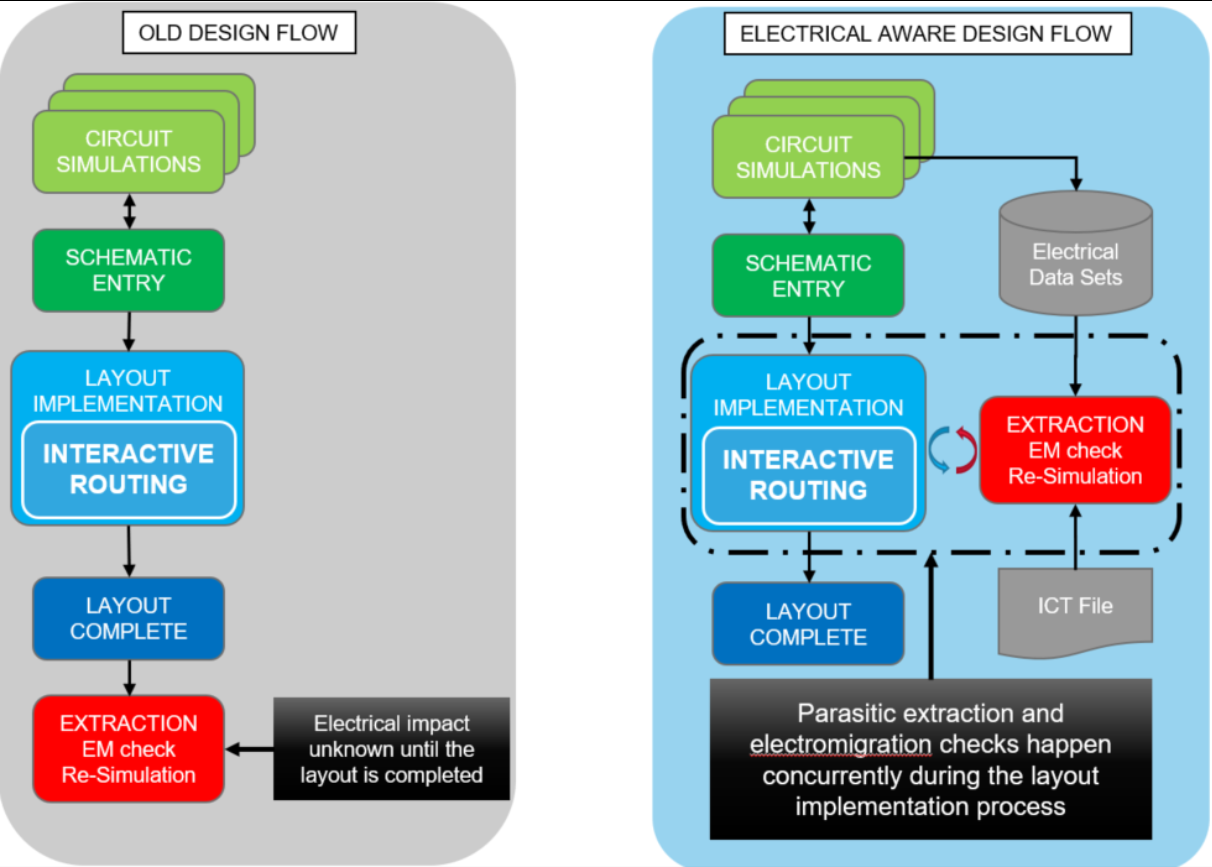 OLD DESIGN FLOW
CIRCUIT
SIMULATIONS
SCHEMATIC
ENTRY
LAYOUT
IMPLEMENTATION
INTERACTIVE
ROUTING
LAYOUT
COMPLETE
EXTRACTION
EM check
Re-Simulation
Electrical impact
unknown until the
layout is completed
ELECTRICAL AWARE DESIGN FLOW
CIRCUIT
SIMULATIONS
Electrical
Data Sets
SCHEMATIC
ENTRY
LAYOUT
IMPLEMENTATION
INTERACTIVE
ROUTING
EXTRACTION
EM check
Re-Simulation
LAYOUT
COMPLETE
ICT File
Parasitic extraction and
electromigration checks happen
concurrently during the layout
implementation process